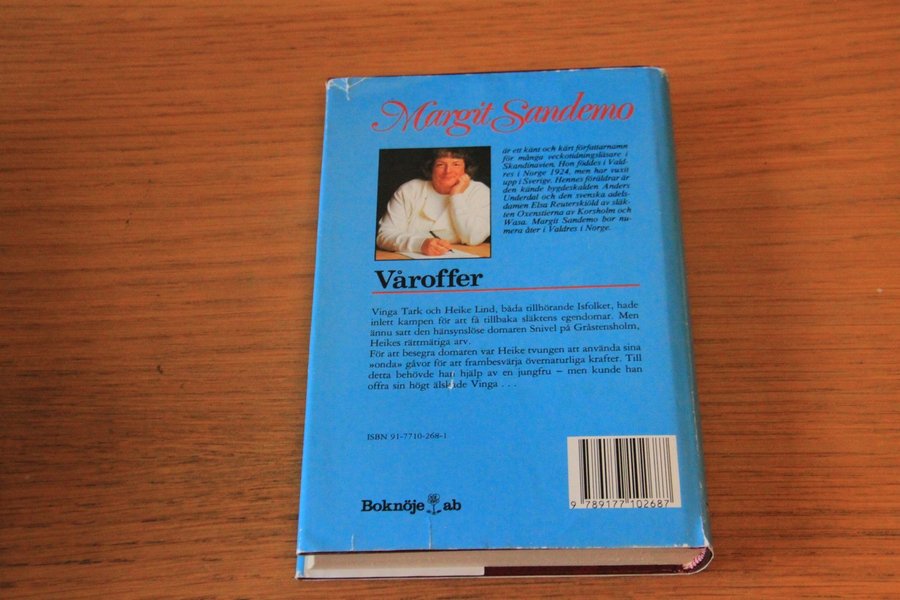 Margit Sandemo
är ett känt och kärt författarnamn
för många veckotidningsläsare i
Skandinavien. Hon föddes i Vald-
res i Norge 1924, men har vuxit
upp i Sverige. Hennes föräldrar är
den kände bygdeskalden Anders
Underdal och den svenska adels-
damen Elsa Reuterskiöld av släk-
ten Oxenstierna av Korsholm och
Wasa. Margit Sandemo bor nu-
mera åter i Valdres i Norge.
Våroffer
Vinga Tark och Heike Lind, båda tillhörande Isfolket, hade
inlett kampen för att få tillbaka släktens egendomar. Men
ännu satt den hänsynslöse domaren Snivel på Gråstensholm,
Heikes rättmätiga arv.
För att besegra domaren var Heike tvungen att använda sina
»onda» gåvor för att frambesvärja övernaturliga krafter. Till
detta behövde han hjälp av en jungfru – men kunde han
offra sin högt älskade Vinga . . .
ISBN 91-7710-268-1
9 789177 102687
Boknöje ab